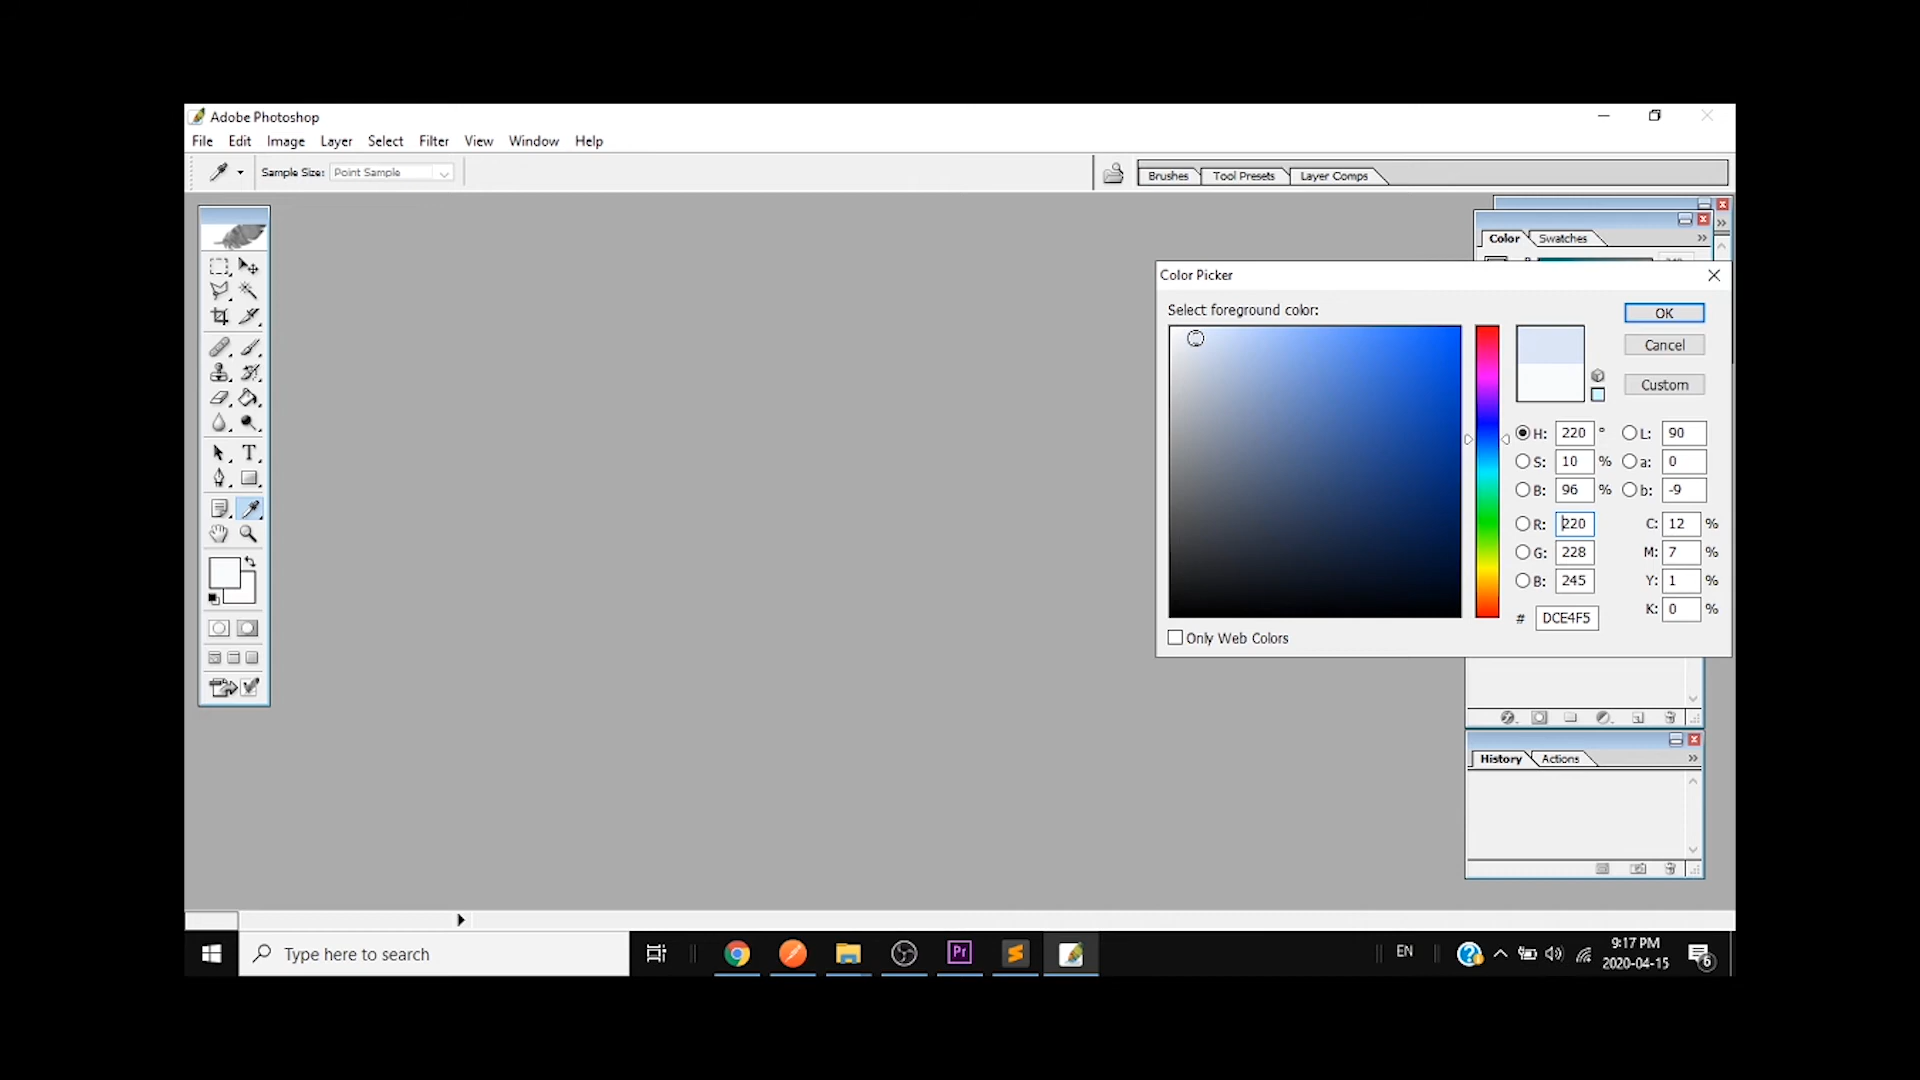 Adobe Photoshop
File Edit Image Layer Select Filter View Window Help
Sample Size: Point Sample
Brushes Tool Presets Layer Comps
Color Swatches
Color Picker
Select foreground color:
OK
Cancel
Custom
H: 220 ° L: 90
S: 10 % a: 0
B: 96 % b: -9
R: 220 C: 12 %
G: 228 M: 7 %
B: 245 Y: 1 %
# DCE4F5 K: 0 %
Only Web Colors
T
History Actions
Type here to search
Pr
EN
9:17 PM
2020-04-15
6